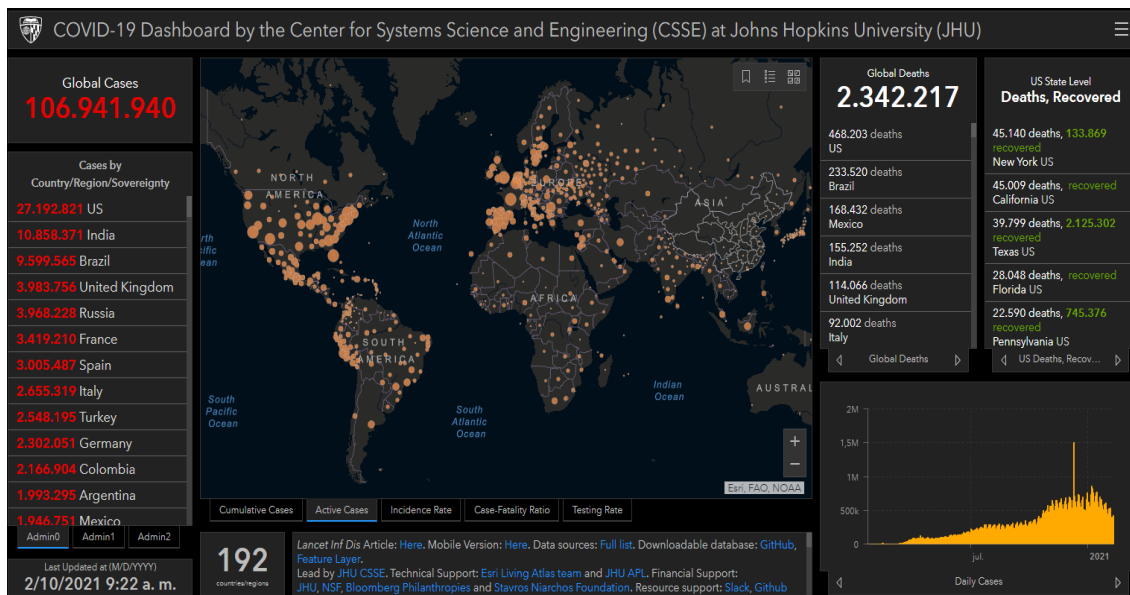 COVID-19 Dashboard by the Center for Systems Science and Engineering (CSSE) at Johns Hopkins University (JHU)
Global Cases
106.941.940
Cases by
Country/Region/Sovereignty
27.192.821 US
10.858.371 India
9.599.565 Brazil
3.983.756 United Kingdom
3.968.228 Russia
3.419.210 France
3.005.487 Spain
2.655.319 Italy
2.548.195 Turkey
2.302.051 Germany
2.166.904 Colombia
1.993.295 Argentina
1.946.751 Mexico
Admin0
Admin1
Admin2
Last Updated at (M/D/YYYY)
2/10/2021 9:22 a. m.
NORTH
AMERICA
EUROPE
ASIA
North
Atlantic
Ocean
rth
cific
ean
AFRICA
SOUTH
AMERICA
Indian
Ocean
AUSTRAL
South
Pacific
Ocean
South
Atlantic
Ocean
+
−
Esri, FAO, NOAA
Cumulative Cases
Active Cases
Incidence Rate
Case-Fatality Ratio
Testing Rate
192
countries/regions
Lancet Inf Dis Article: Here. Mobile Version: Here. Data sources: Full list. Downloadable database: GitHub,
Feature Layer.
Lead by JHU CSSE. Technical Support: Esri Living Atlas team and JHU APL. Financial Support:
JHU, NSF, Bloomberg Philanthropies and Stavros Niarchos Foundation. Resource support: Slack, Github
Global Deaths
2.342.217
468.203 deaths
US
233.520 deaths
Brazil
168.432 deaths
Mexico
155.252 deaths
India
114.066 deaths
United Kingdom
92.002 deaths
Italy
Global Deaths
US State Level
Deaths, Recovered
45.140 deaths, 133.869
recovered
New York US
45.009 deaths, recovered
California US
39.799 deaths, 2.125.302
recovered
Texas US
28.048 deaths, recovered
Florida US
22.590 deaths, 745.376
recovered
Pennsylvania US
US Deaths, Recov...
2M
1,5M
1M
500k
0
jul.
2021
Daily Cases